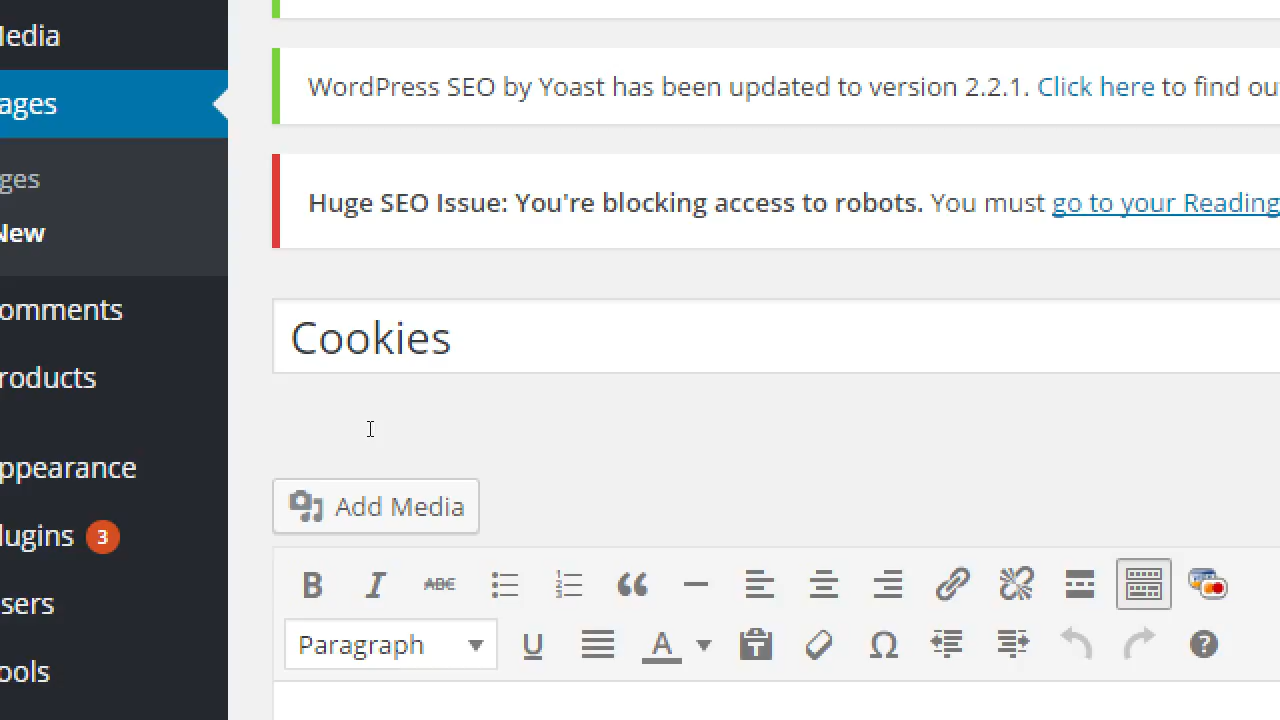 Media
Pages
Pages
New
Comments
Products
Appearance
Plugins 3
Users
Tools
WordPress SEO by Yoast has been updated to version 2.2.1. Click here to find ou
Huge SEO Issue: You're blocking access to robots. You must go to your Reading
Cookies
Add Media
B I ABC
Paragraph U A T Ω ?